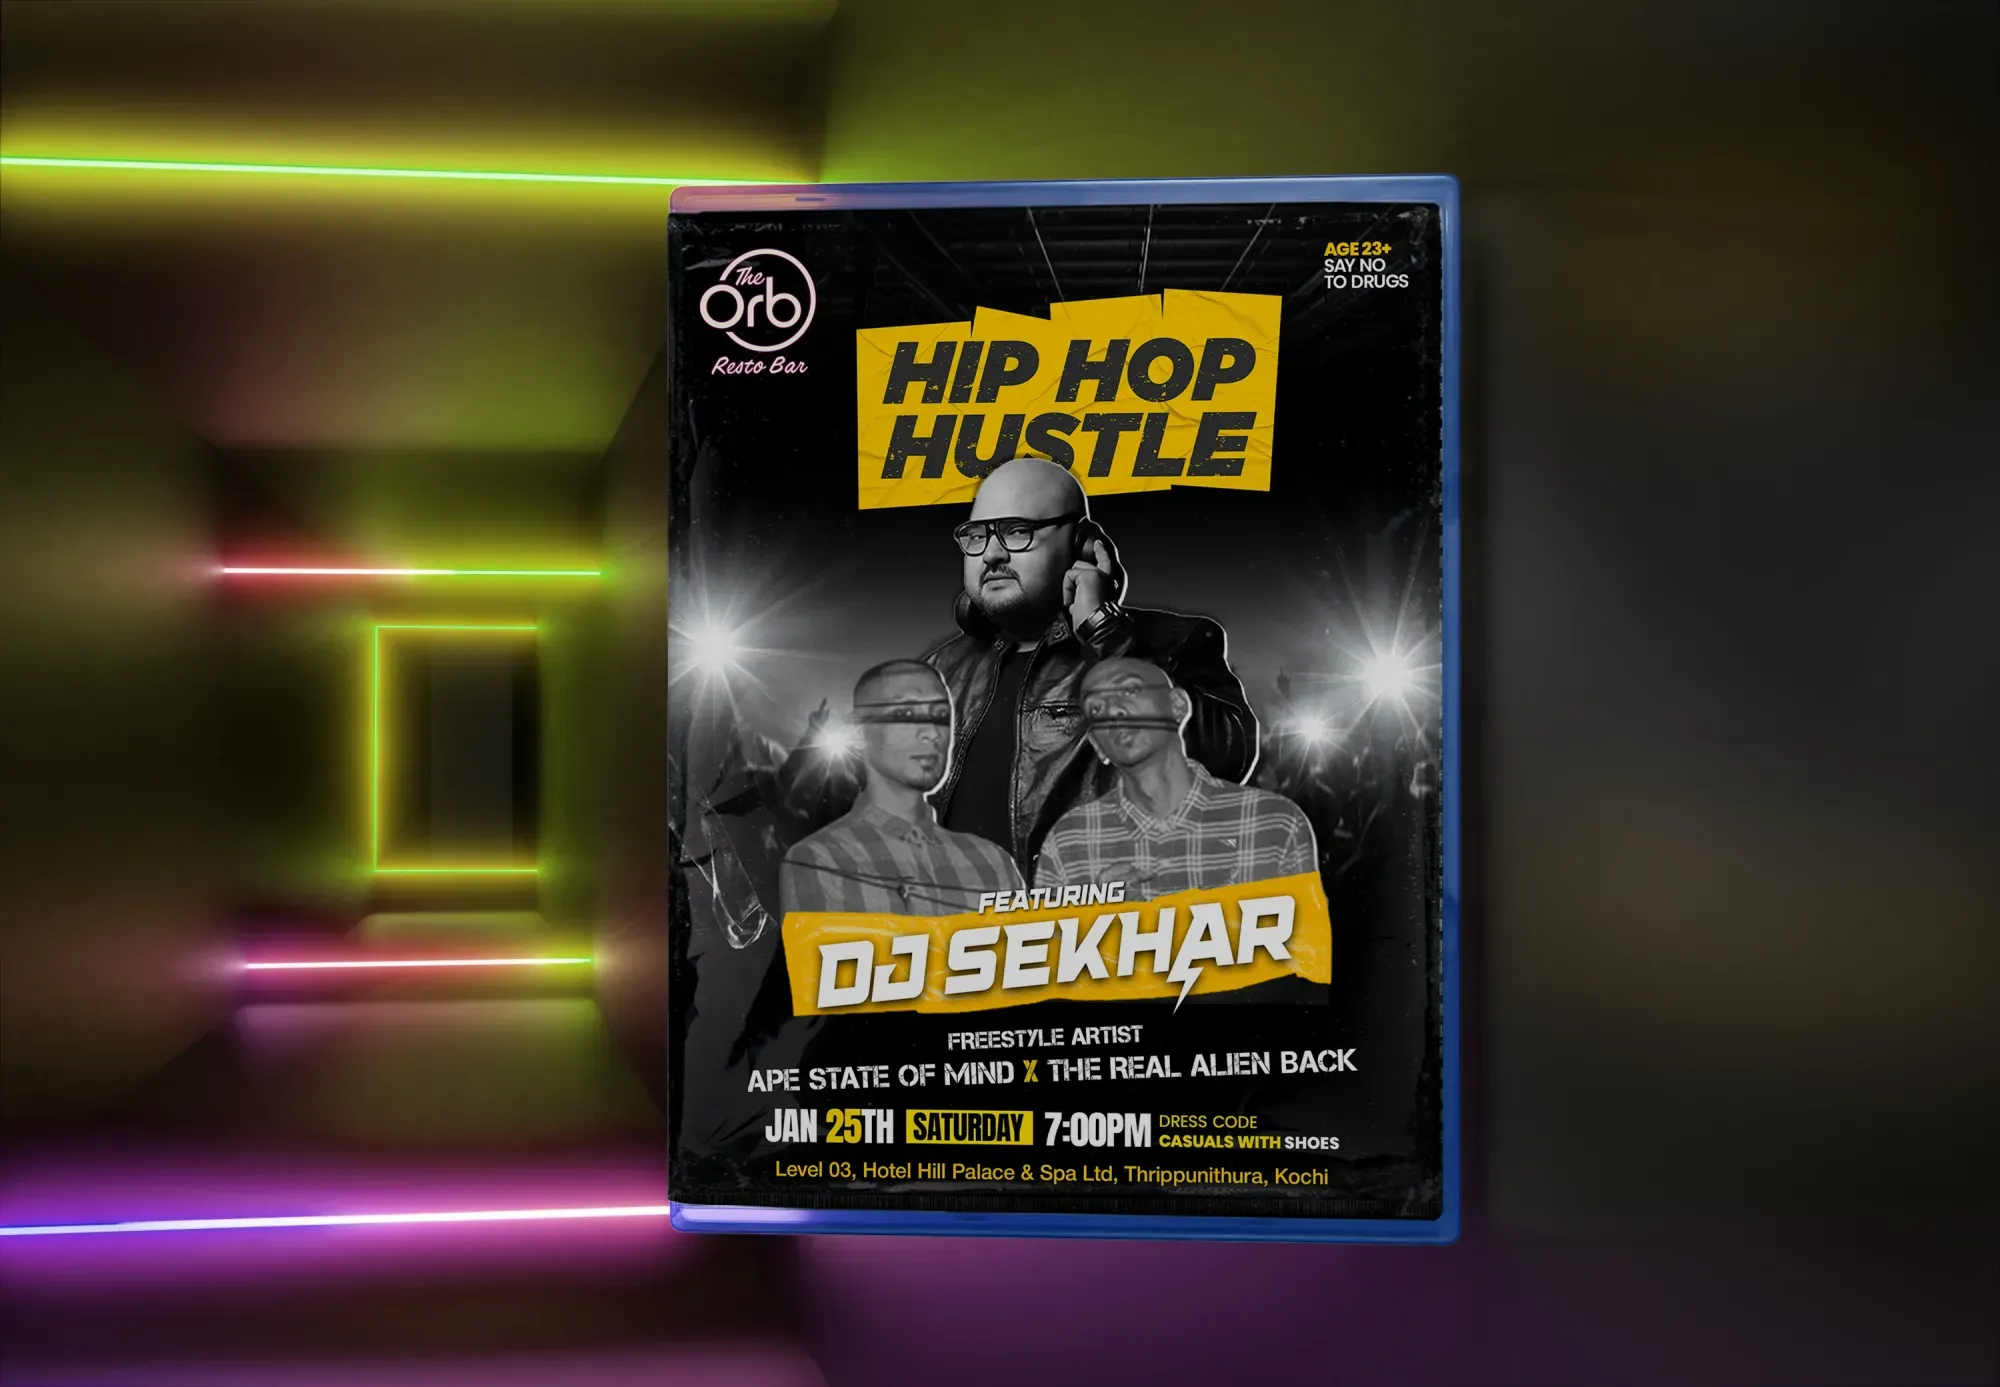 The
Orb
Resto Bar
AGE 23+
SAY NO
TO DRUGS
HIP HOP
HUSTLE
FEATURING
DJ SEKHAR
FREESTYLE ARTIST
APE STATE OF MIND X THE REAL ALIEN BACK
JAN 25TH SATURDAY 7:00PM
DRESS CODE
CASUALS WITH SHOES
Level 03, Hotel Hill Palace & Spa Ltd, Thrippunithura, Kochi